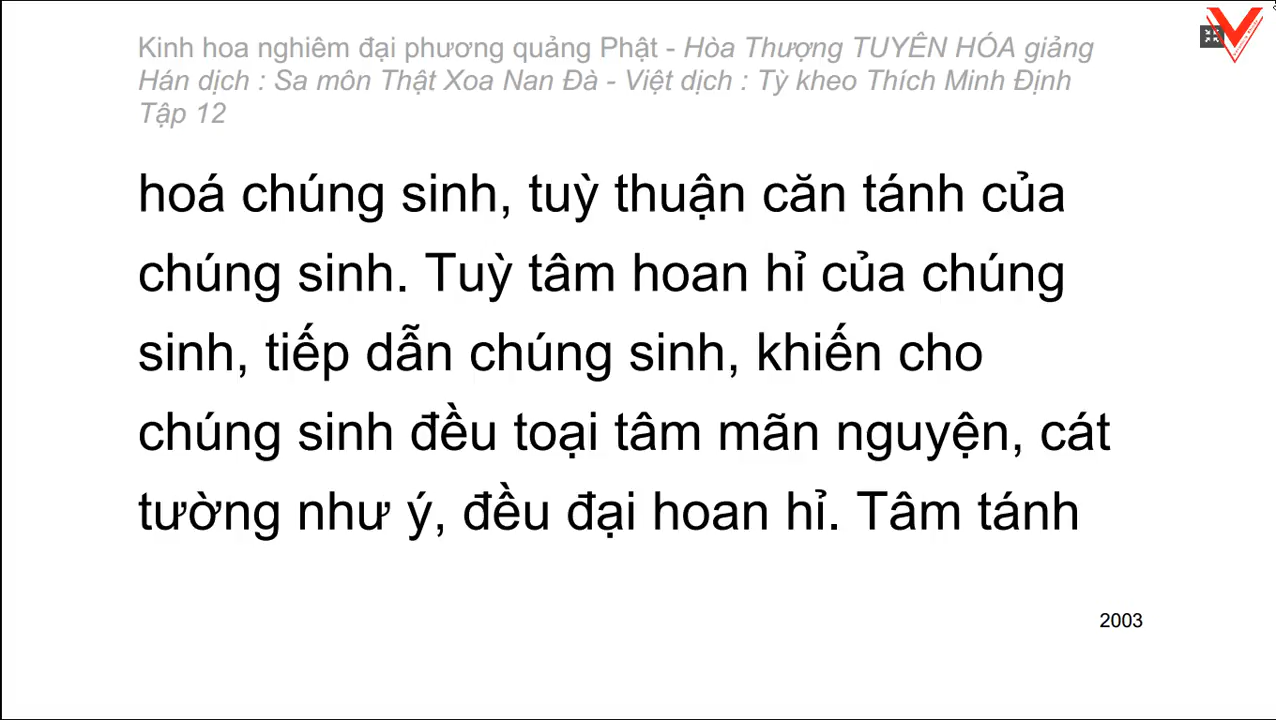 Kinh hoa nghiêm đại phương quảng Phật - Hòa Thượng TUYÊN HÓA giảng
Hán dịch : Sa môn Thật Xoa Nan Đà - Việt dịch : Tỳ kheo Thích Minh Định
Tập 12
hoá chúng sinh, tuỳ thuận căn tánh của
chúng sinh. Tuỳ tâm hoan hỉ của chúng
sinh, tiếp dẫn chúng sinh, khiến cho
chúng sinh đều toại tâm mãn nguyện, cát
tường như ý, đều đại hoan hỉ. Tâm tánh
2003